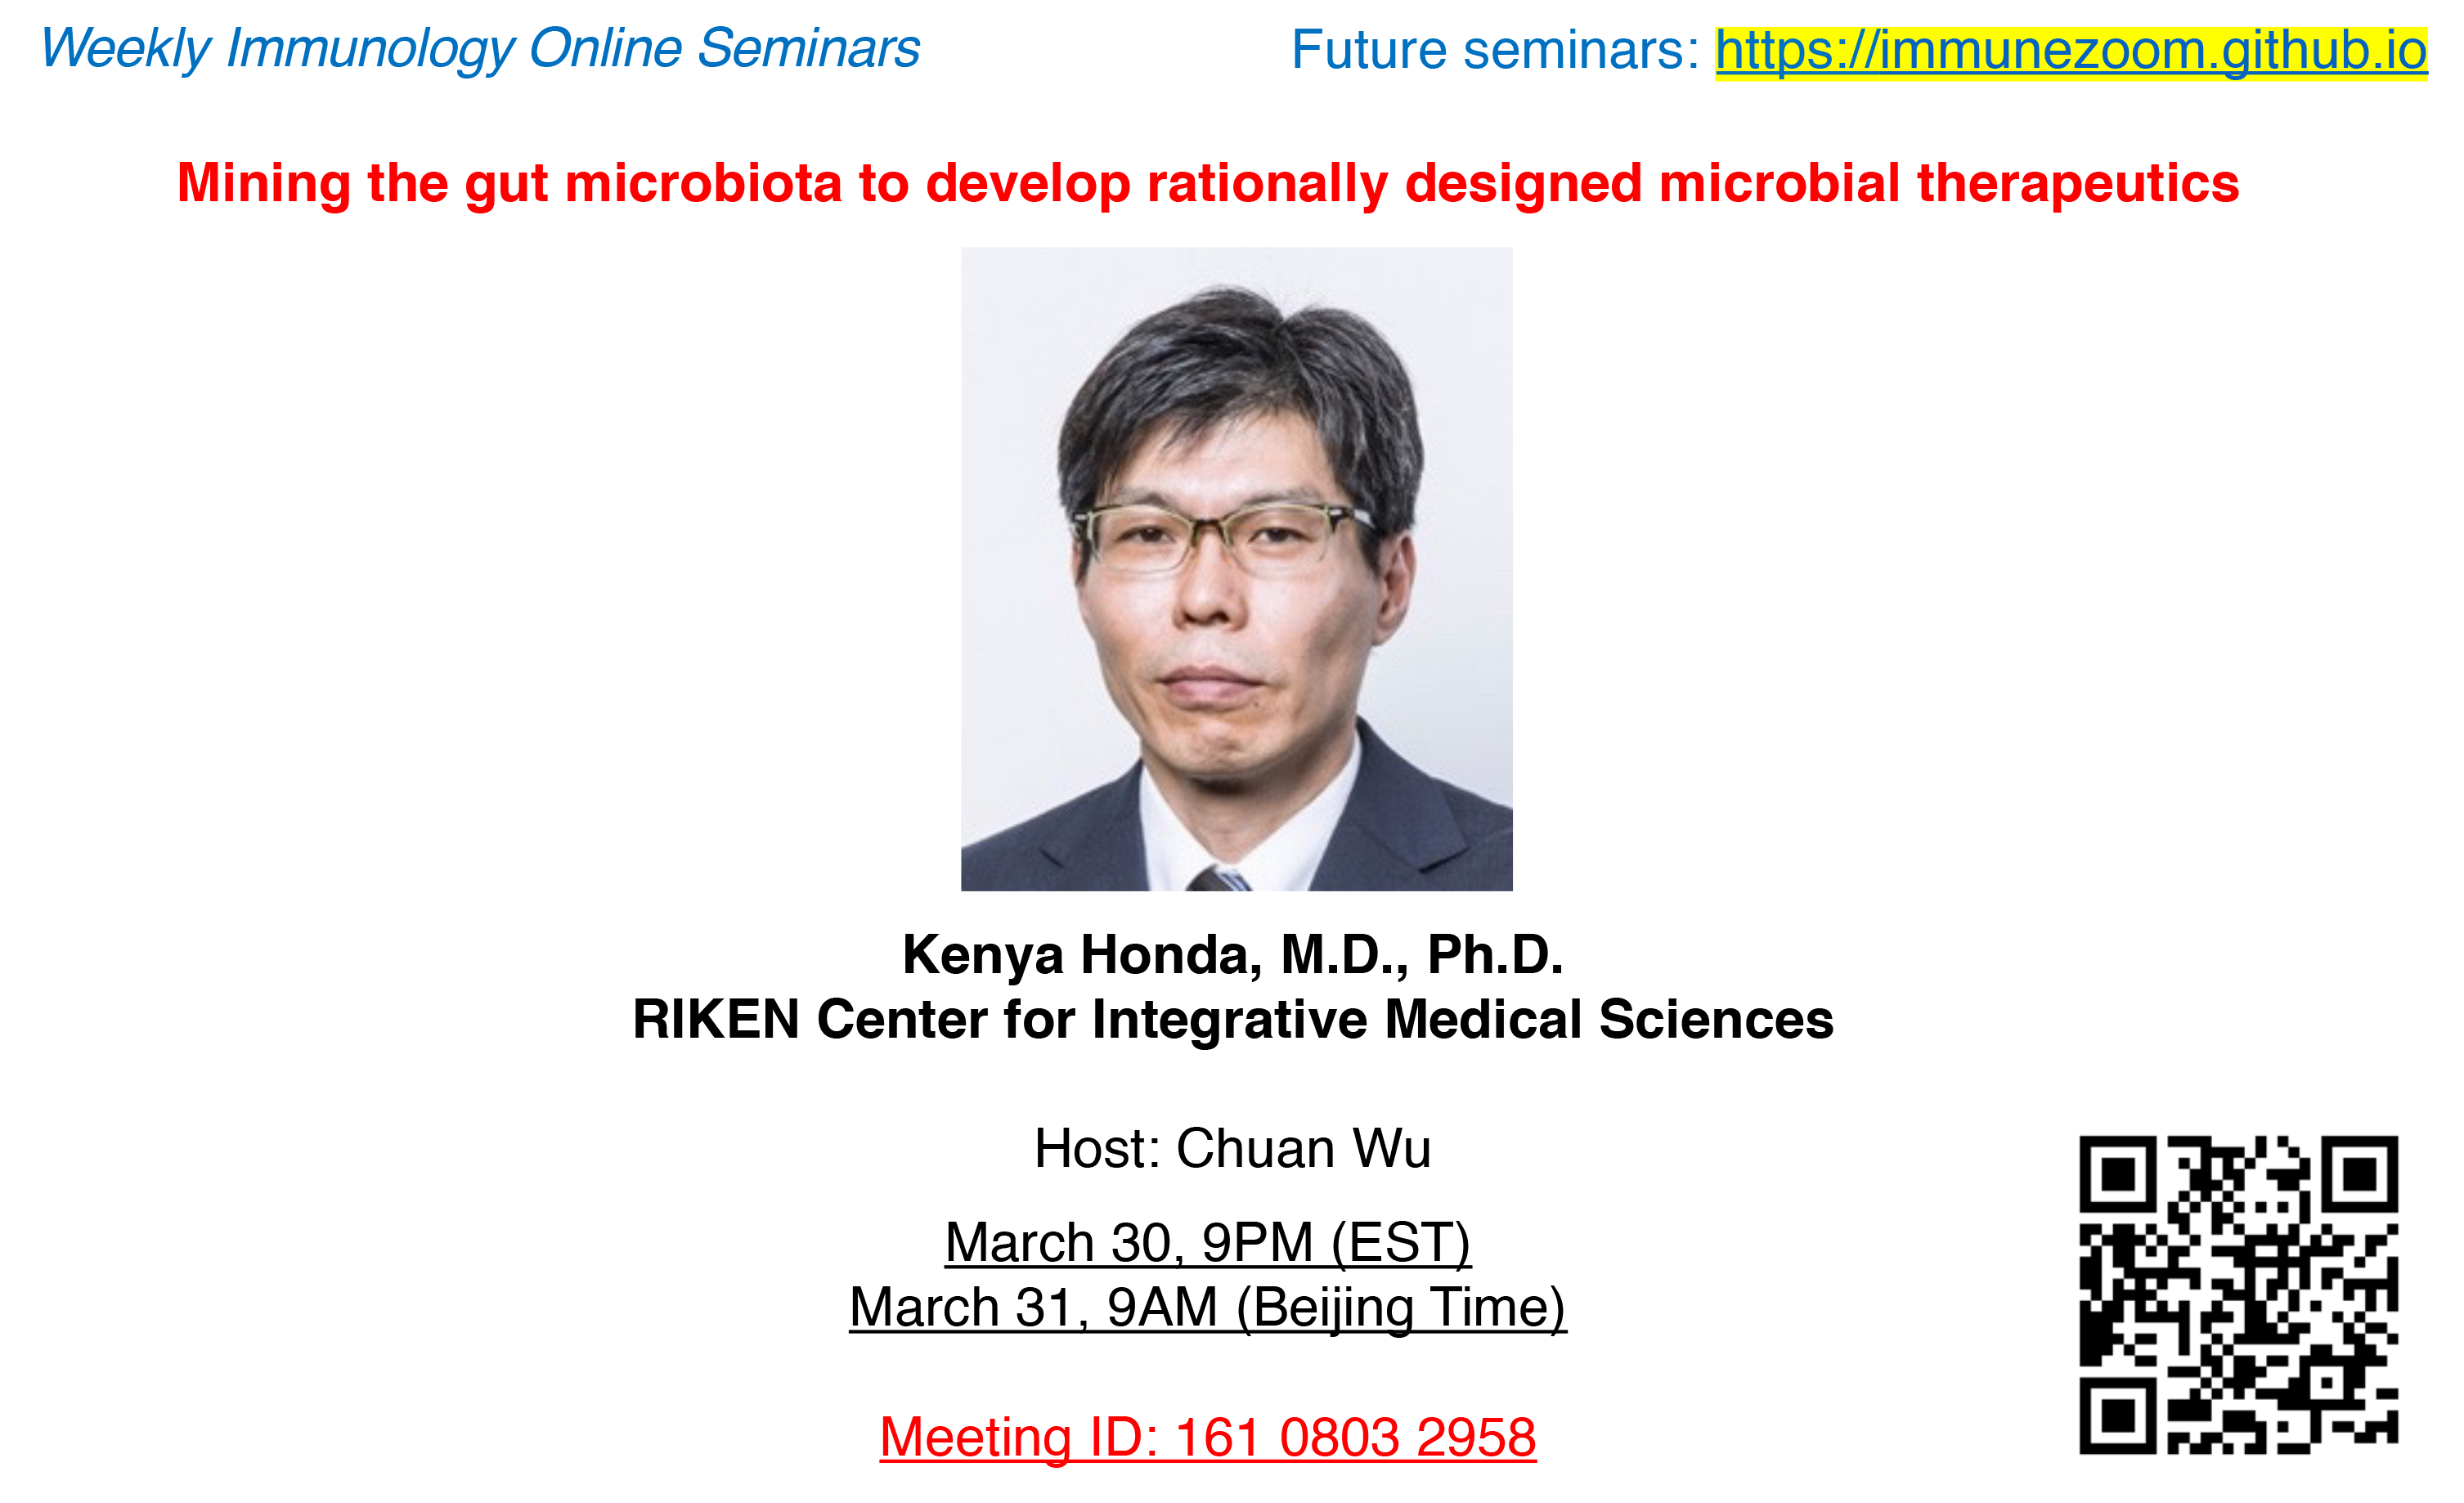 Weekly Immunology Online Seminars
Future seminars: https://immunezoom.github.io
Mining the gut microbiota to develop rationally designed microbial therapeutics
Kenya Honda, M.D., Ph.D.
RIKEN Center for Integrative Medical Sciences
Host: Chuan Wu
March 30, 9PM (EST)
March 31, 9AM (Beijing Time)
Meeting ID: 161 0803 2958